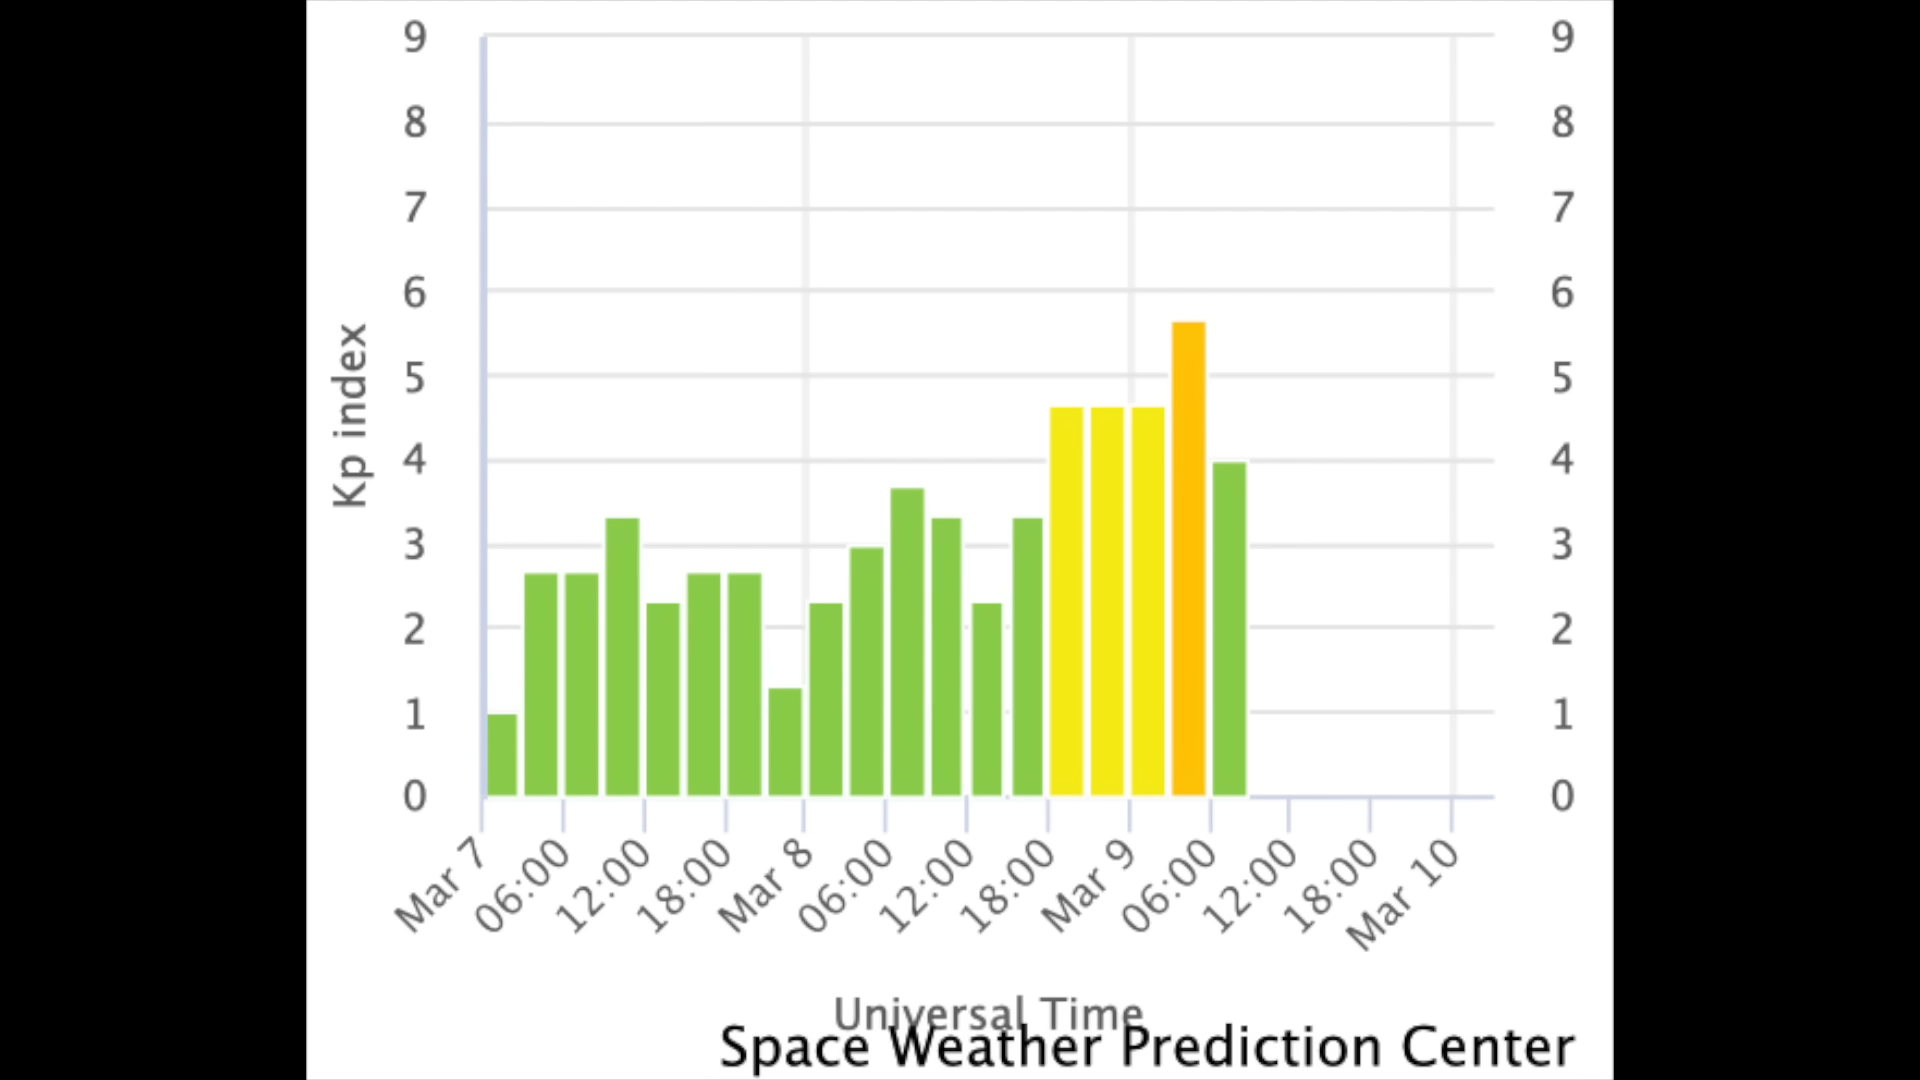 9 9
8 8
7 7
6 6
5 5
4 4
3 3
2 2
1 1
0 0
Kp index
Mar 7 06:00 12:00 18:00 Mar 8 06:00 12:00 18:00 Mar 9 06:00 12:00 18:00 Mar 10
Universal Time
Space Weather Prediction Center